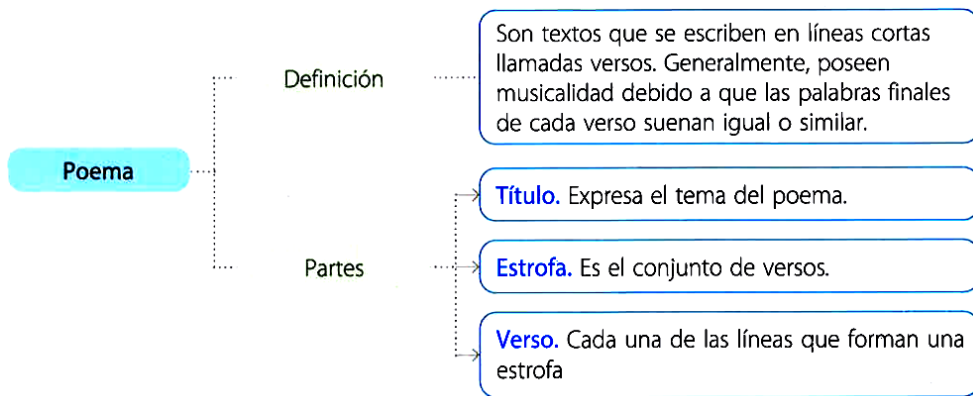 Poema
Definición
Son textos que se escriben en líneas cortas
llamadas versos. Generalmente, poseen
musicalidad debido a que las palabras finales
de cada verso suenan igual o similar.
Partes
Título. Expresa el tema del poema.
Estrofa. Es el conjunto de versos.
Verso. Cada una de las líneas que forman una
estrofa